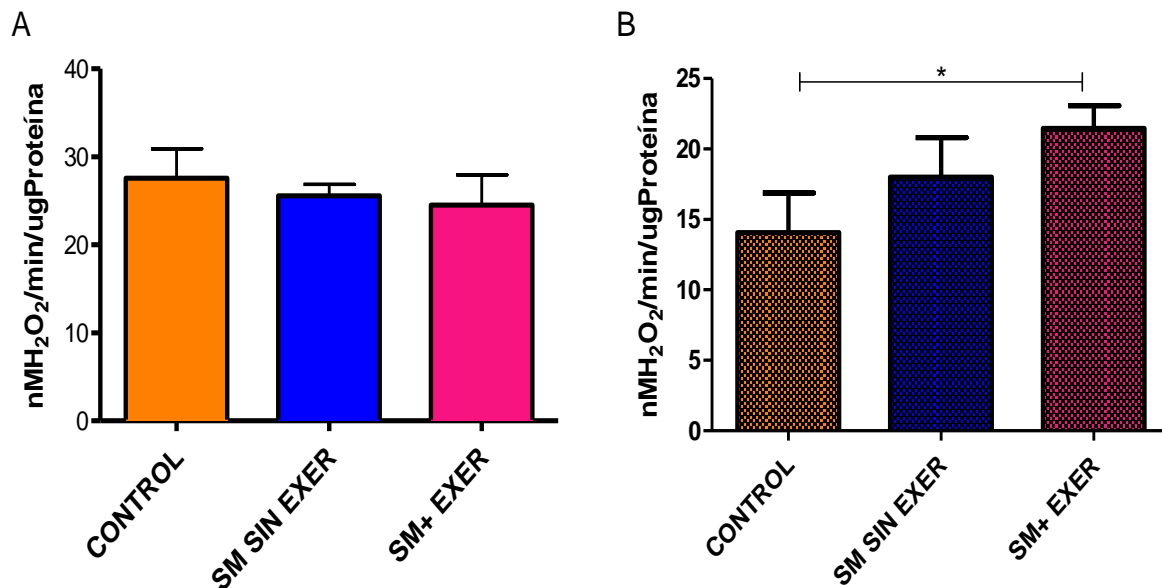 A
nMH₂O₂/min/ugProteína
40
30
20
10
0
CONTROL
SM SIN EXER
SM+ EXER
B
nMH₂O₂/min/ugProteína
25
20
15
10
5
0
*
CONTROL
SM SIN EXER
SM+ EXER